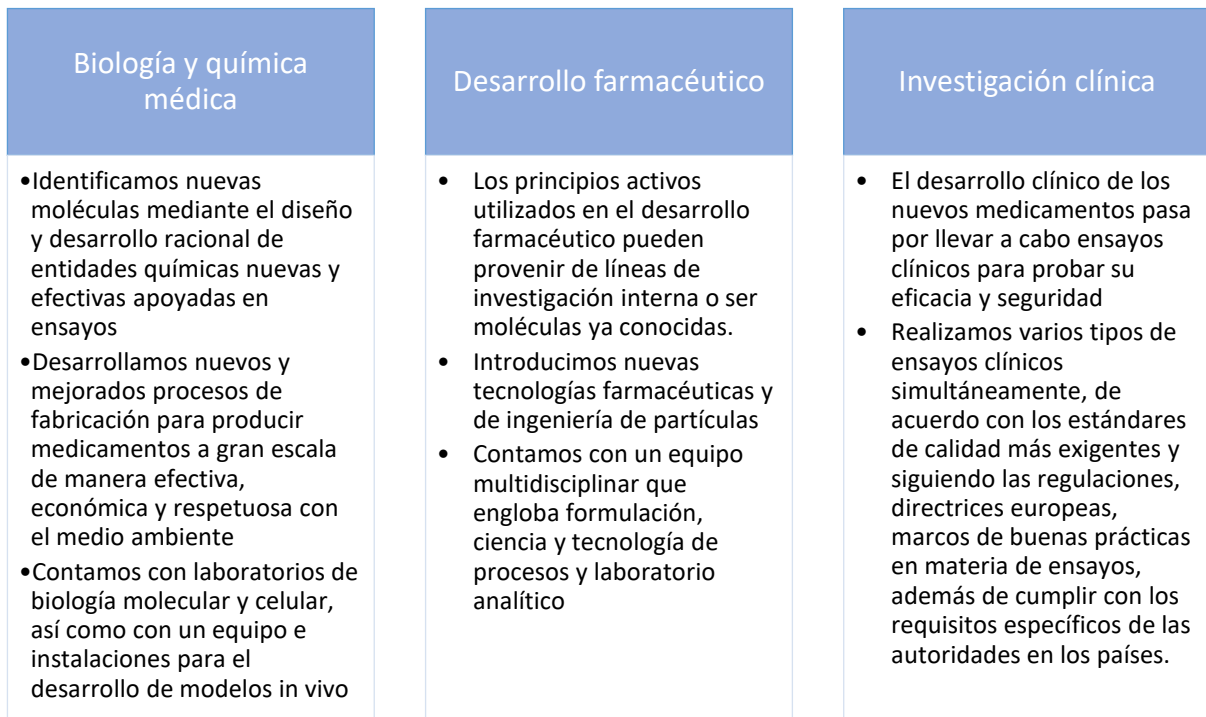 Biología y química
médica
•Identificamos nuevas
moléculas mediante el diseño
y desarrollo racional de
entidades químicas nuevas y
efectivas apoyadas en
ensayos
•Desarrollamos nuevos y
mejorados procesos de
fabricación para producir
medicamentos a gran escala
de manera efectiva,
económica y respetuosa con
el medio ambiente
•Contamos con laboratorios de
biología molecular y celular,
así como con un equipo e
instalaciones para el
desarrollo de modelos in vivo
Desarrollo farmacéutico
• Los principios activos
utilizados en el desarrollo
farmacéutico pueden
provenir de líneas de
investigación interna o ser
moléculas ya conocidas.
• Introducimos nuevas
tecnologías farmacéuticas y
de ingeniería de partículas
• Contamos con un equipo
multidisciplinar que
engloba formulación,
ciencia y tecnología de
procesos y laboratorio
analítico
Investigación clínica
• El desarrollo clínico de los
nuevos medicamentos pasa
por llevar a cabo ensayos
clínicos para probar su
eficacia y seguridad
• Realizamos varios tipos de
ensayos clínicos
simultáneamente, de
acuerdo con los estándares
de calidad más exigentes y
siguiendo las regulaciones,
directrices europeas,
marcos de buenas prácticas
en materia de ensayos,
además de cumplir con los
requisitos específicos de las
autoridades en los países.